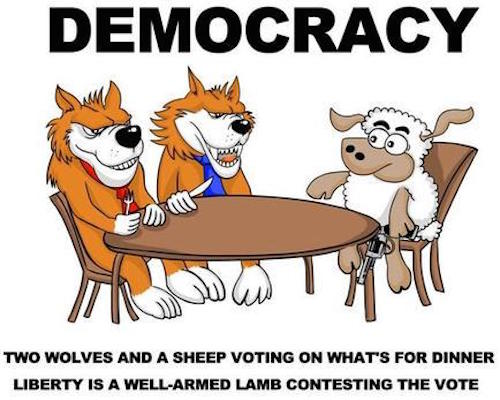 DEMOCRACY
TWO WOLVES AND A SHEEP VOTING ON WHAT'S FOR DINNER
LIBERTY IS A WELL-ARMED LAMB CONTESTING THE VOTE